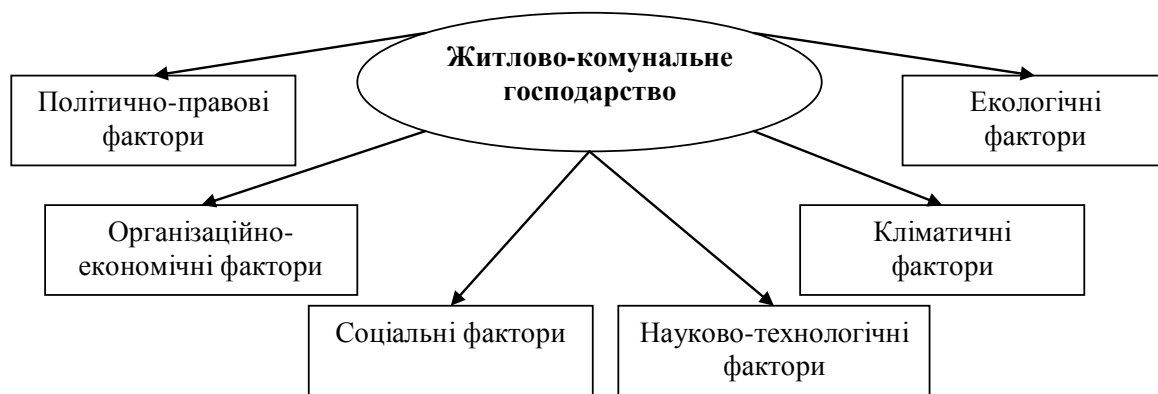 Житлово-комунальне
господарство
Політично-правові
фактори
Екологічні
фактори
Організаційно-
економічні фактори
Кліматичні
фактори
Соціальні фактори
Науково-технологічні
фактори